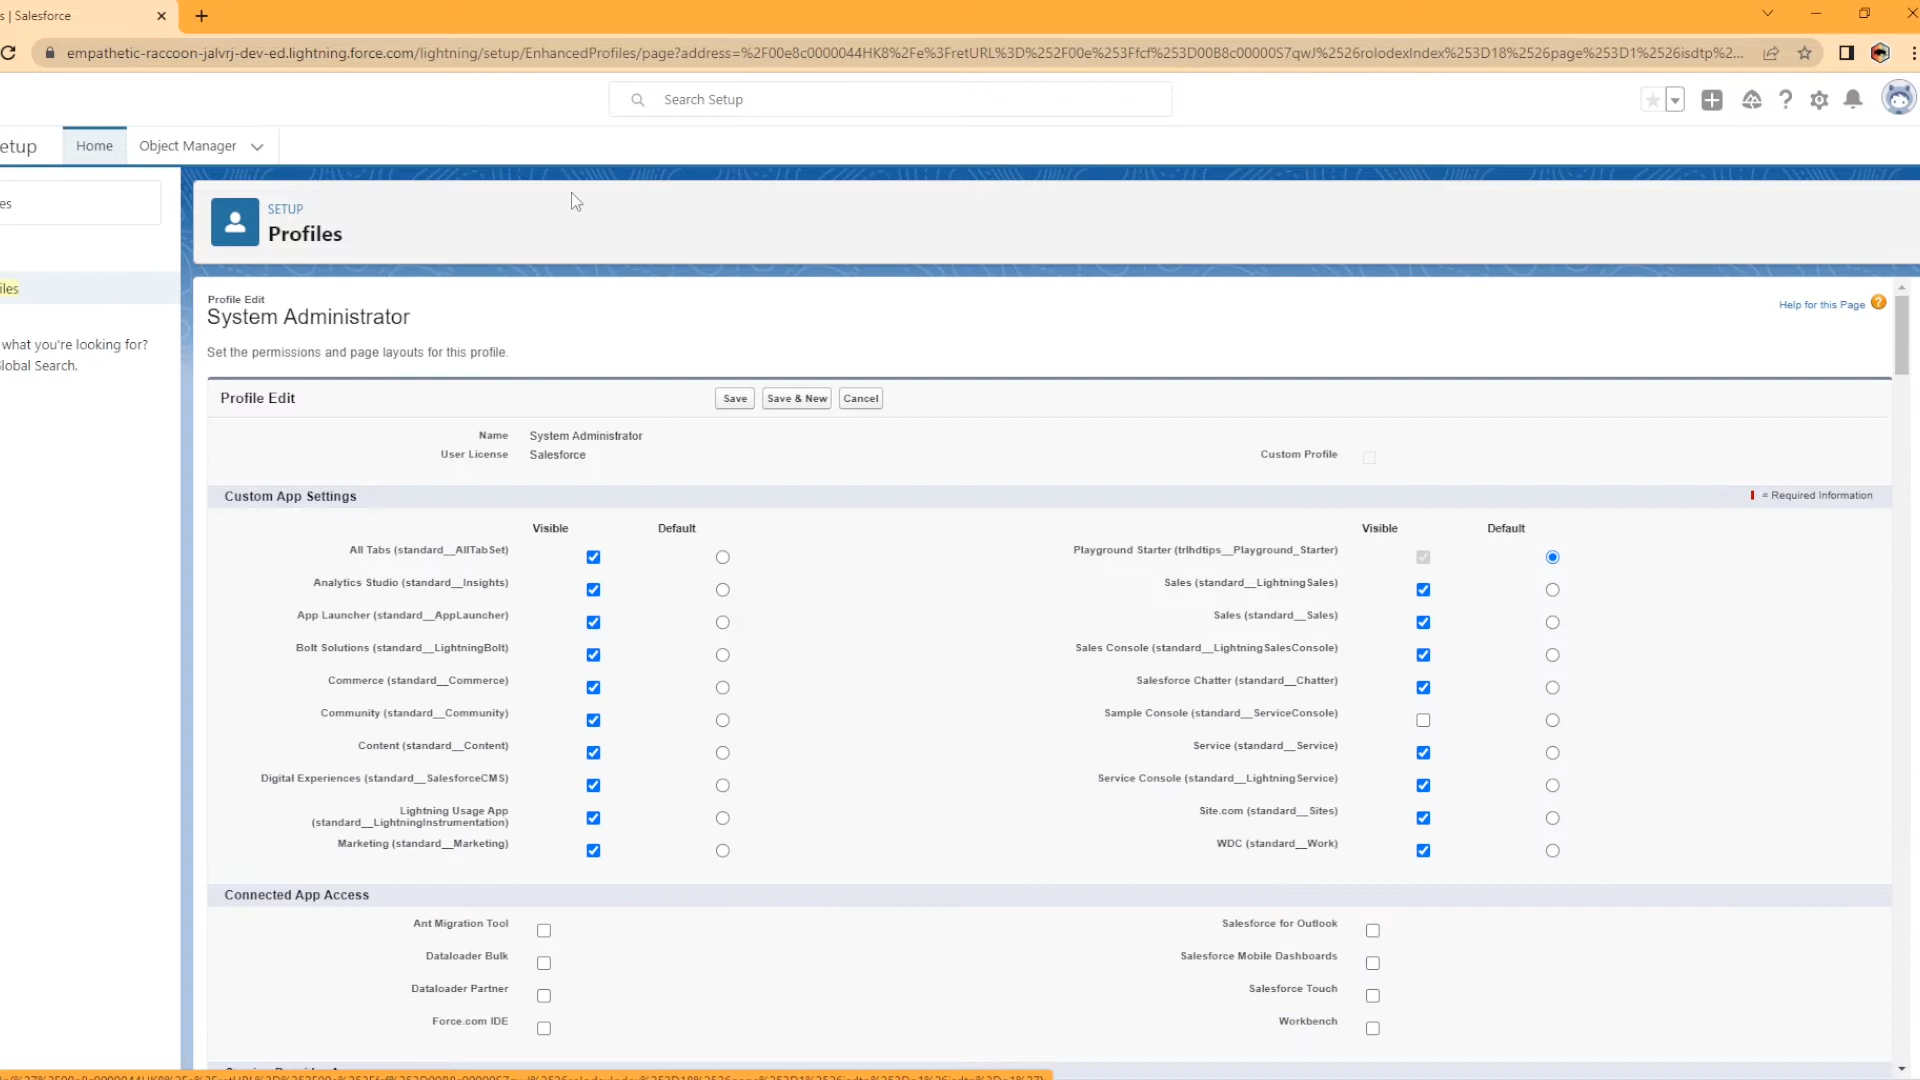 s | Salesforce
empathetic-raccoon-jalvrj-dev-ed.lightning.force.com/lightning/setup/EnhancedProfiles/page?address=%2F00e8c0000044HK8%2Fe%3FretURL%3D%252F00e%253Ffcf%253D00B8c00000S7qwJ%2526rolodexIndex%253D18%2526page%253D1%2526isdtp%2...
Search Setup
etup
Home
Object Manager
es
SETUP
Profiles
iles
what you're looking for?
lobal Search.
Profile Edit
System Administrator
Help for this Page
Set the permissions and page layouts for this profile.
Profile Edit
Save
Save & New
Cancel
Name System Administrator
User License Salesforce
Custom Profile
Custom App Settings
= Required Information
Visible Default Visible Default
All Tabs (standard__AllTabSet)
Playground Starter (trlhdtips__Playground_Starter)
Analytics Studio (standard__Insights)
Sales (standard__LightningSales)
App Launcher (standard__AppLauncher)
Sales (standard__Sales)
Bolt Solutions (standard__LightningBolt)
Sales Console (standard__LightningSalesConsole)
Commerce (standard__Commerce)
Salesforce Chatter (standard__Chatter)
Community (standard__Community)
Sample Console (standard__ServiceConsole)
Content (standard__Content)
Service (standard__Service)
Digital Experiences (standard__SalesforceCMS)
Service Console (standard__LightningService)
Lightning Usage App
(standard__LightningInstrumentation)
Site.com (standard__Sites)
Marketing (standard__Marketing)
WDC (standard__Work)
Connected App Access
Ant Migration Tool
Salesforce for Outlook
Dataloader Bulk
Salesforce Mobile Dashboards
Dataloader Partner
Salesforce Touch
Force.com IDE
Workbench